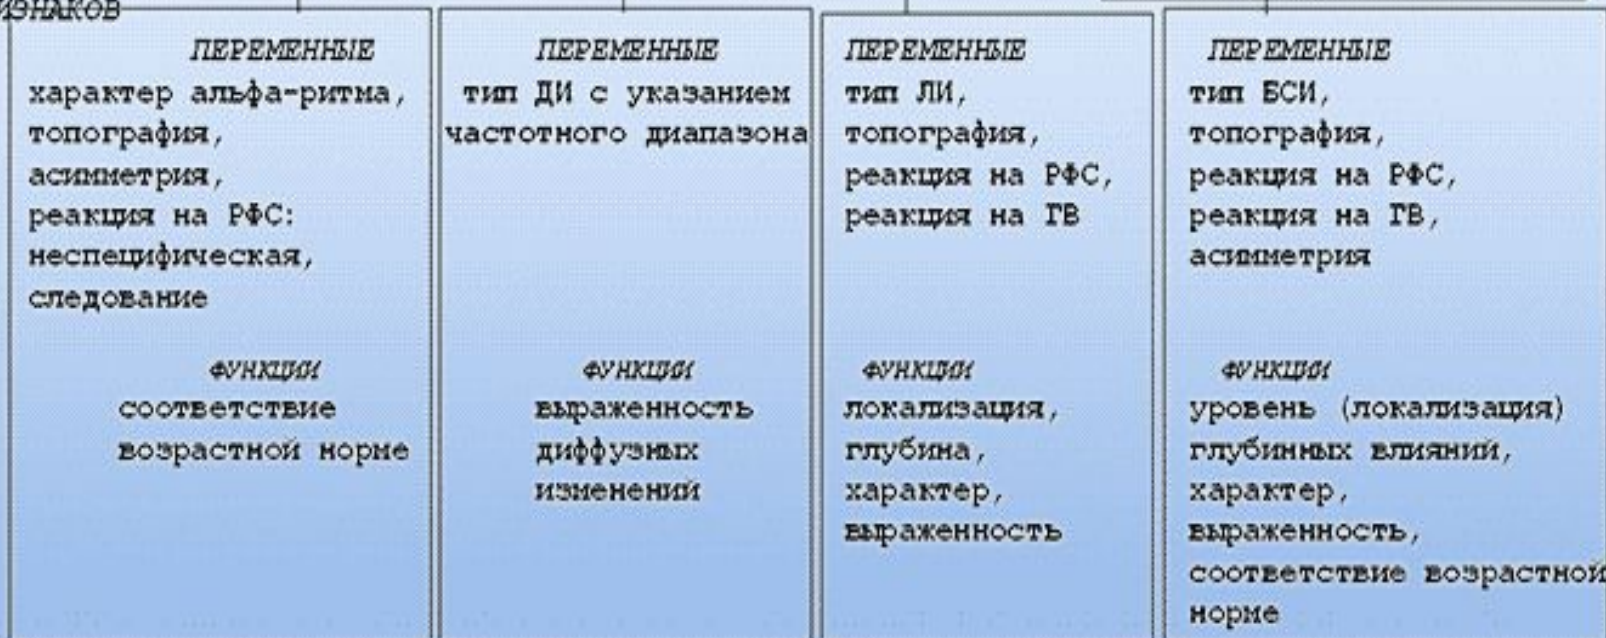 ИЗНАКОВ
ПЕРЕМЕННЫЕ
характер альфа-ритма,
топография,
асимметрия,
реакция на РФС:
неспецифическая,
следование
ФУНКЦИИ
соответствие
возрастной норме
ПЕРЕМЕННЫЕ
тип ДИ с указанием
частотного диапазона
ФУНКЦИИ
выраженность
диффузных
изменений
ПЕРЕМЕННЫЕ
тип ЛИ,
топография,
реакция на РФС,
реакция на ГВ
ФУНКЦИИ
локализация,
глубина,
характер,
выраженность
ПЕРЕМЕННЫЕ
тип БСИ,
топография,
реакция на РФС,
реакция на ГВ,
асимметрия
ФУНКЦИИ
уровень (локализация)
глубинных влияний,
характер,
выраженность,
соответствие возрастной
норме